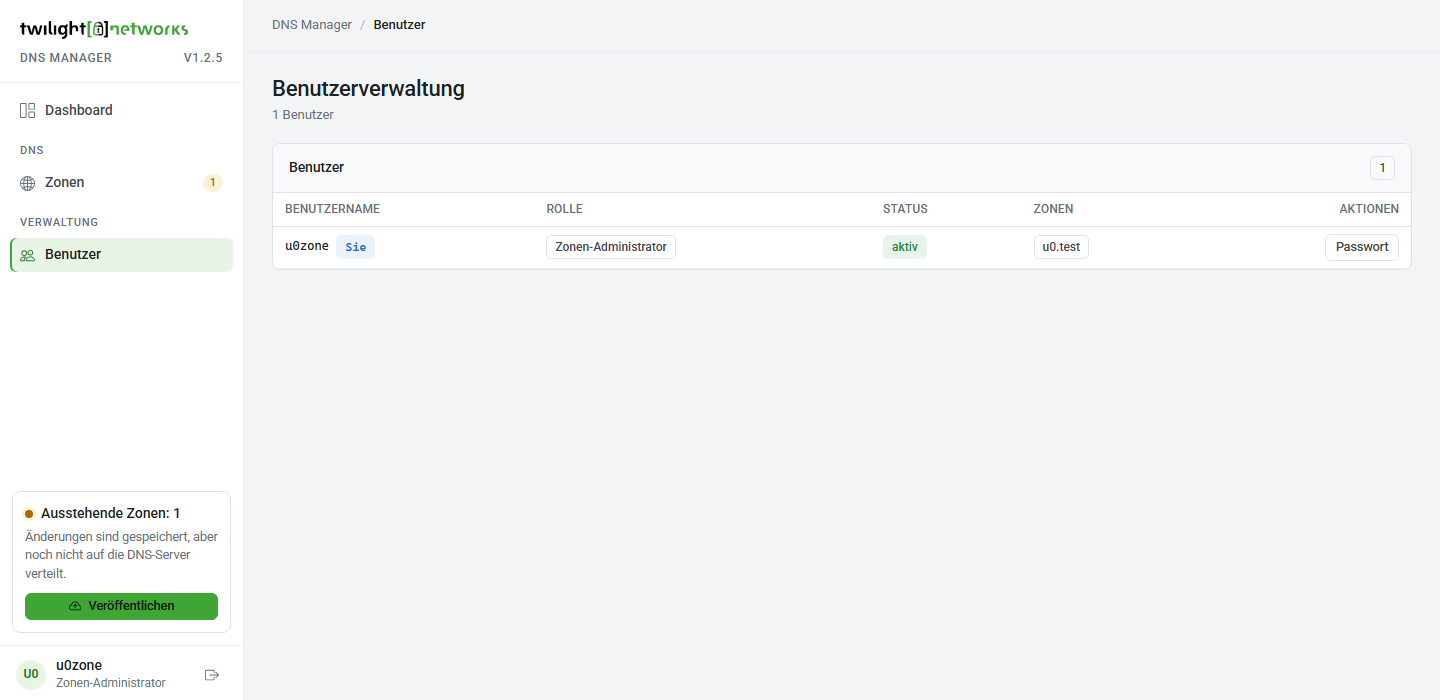 twilight[]networks
DNS MANAGER V1.2.5
Dashboard
DNS
Zonen 1
VERWALTUNG
Benutzer
Ausstehende Zonen: 1
Änderungen sind gespeichert, aber
noch nicht auf die DNS-Server
verteilt.
Veröffentlichen
U0 u0zone
Zonen-Administrator
DNS Manager / Benutzer
Benutzerverwaltung
1 Benutzer
Benutzer 1
BENUTZERNAME ROLLE STATUS ZONEN AKTIONEN
u0zone Sie Zonen-Administrator aktiv u0.test Passwort